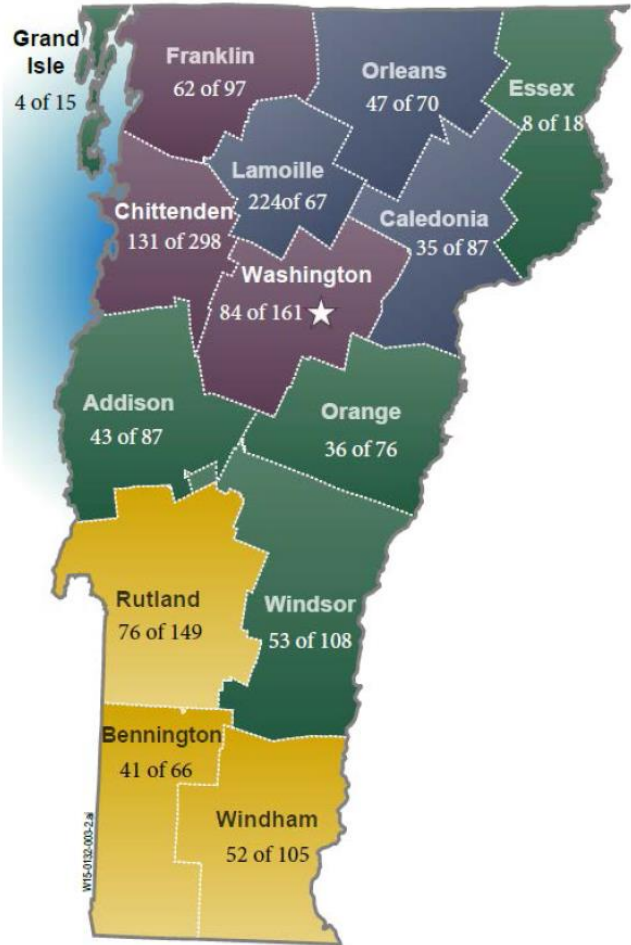 Grand
Isle
4 of 15
Franklin
62 of 97
Orleans
47 of 70
Essex
8 of 18
Lamoille
224of 67
Chittenden
131 of 298
Caledonia
35 of 87
Washington
84 of 161
Addison
43 of 87
Orange
36 of 76
Rutland
76 of 149
Windsor
53 of 108
Bennington
41 of 66
Windham
52 of 105
W15-0132-003-2.ai